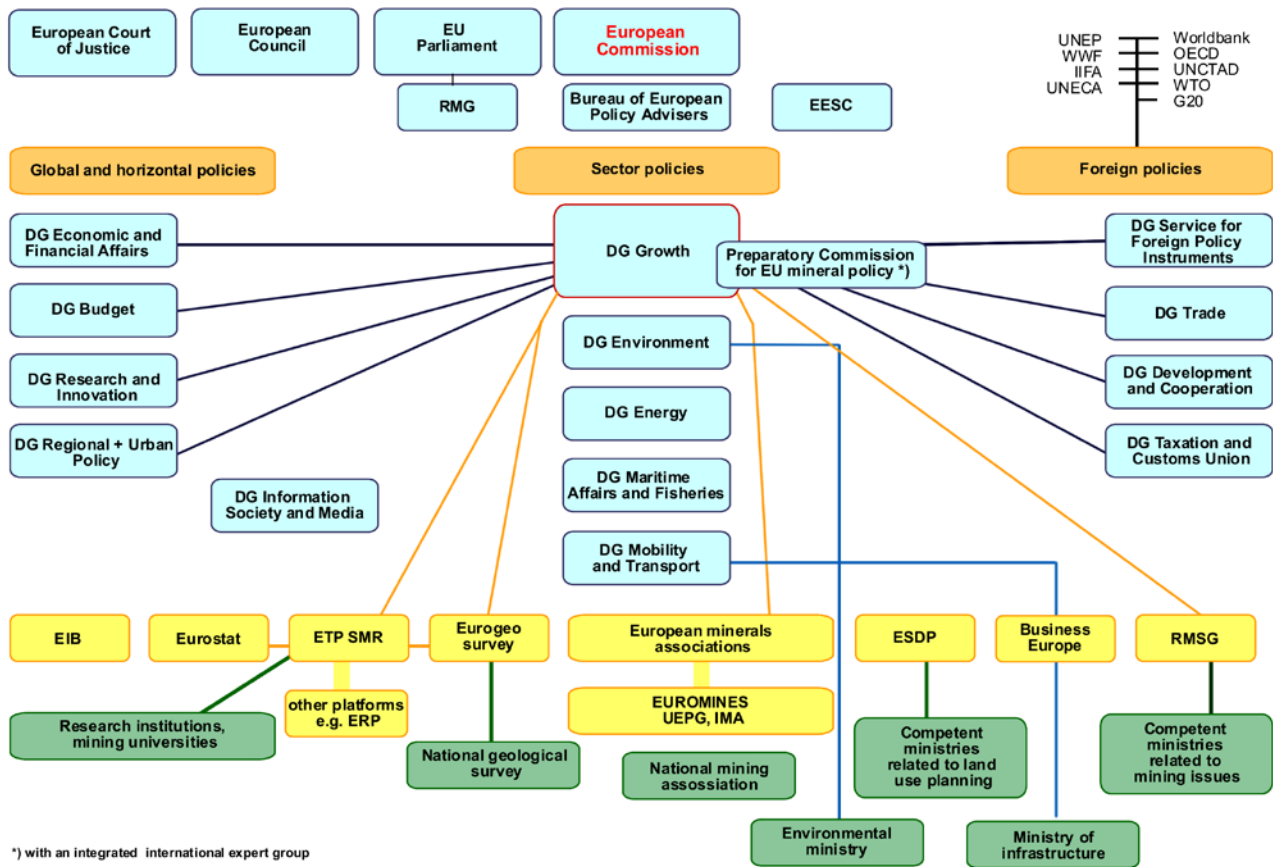 European Court
of Justice
European
Council
EU
Parliament
European
Commission
RMG
Bureau of European
Policy Advisers
EESC
UNEP
WWF
IIFA
UNECA
Worldbank
OECD
UNCTAD
WTO
G20
Global and horizontal policies
Sector policies
Foreign policies
DG Economic and
Financial Affairs
DG Growth
Preparatory Commission
for EU mineral policy *)
DG Service for
Foreign Policy
Instruments
DG Budget
DG Trade
DG Environment
DG Research and
Innovation
DG Development
and Cooperation
DG Energy
DG Regional + Urban
Policy
DG Taxation and
Customs Union
DG Information
Society and Media
DG Maritime
Affairs and Fisheries
DG Mobility
and Transport
EIB
Eurostat
ETP SMR
Eurogeo
survey
European minerals
associations
ESDP
Business
Europe
RMSG
other platforms
e.g. ERP
EUROMINES
UEPG, IMA
Research institutions,
mining universities
National geological
survey
National mining
assossiation
Competent
ministries
related to land
use planning
Competent
ministries
related to
mining issues
Environmental
ministry
Ministry of
infrastructure
*) with an integrated international expert group